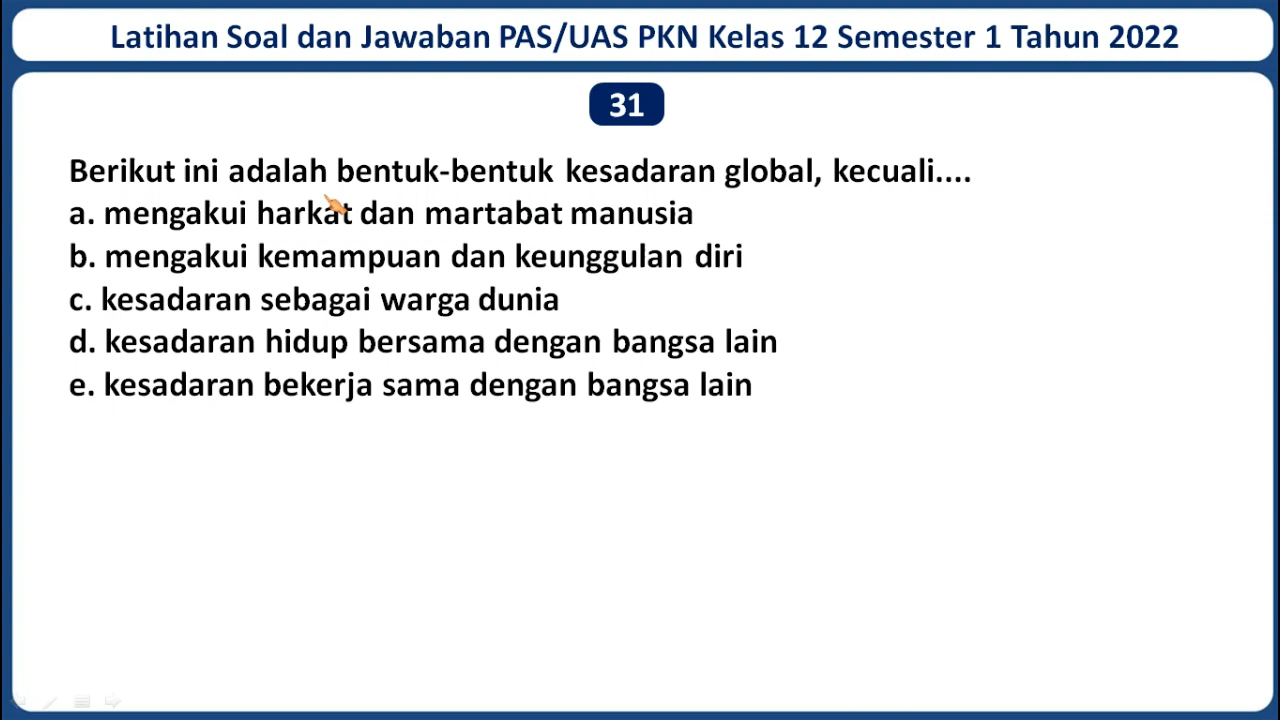 Latihan Soal dan Jawaban PAS/UAS PKN Kelas 12 Semester 1 Tahun 2022
31
Berikut ini adalah bentuk-bentuk kesadaran global, kecuali....
a. mengakui harkat dan martabat manusia
b. mengakui kemampuan dan keunggulan diri
c. kesadaran sebagai warga dunia
d. kesadaran hidup bersama dengan bangsa lain
e. kesadaran bekerja sama dengan bangsa lain